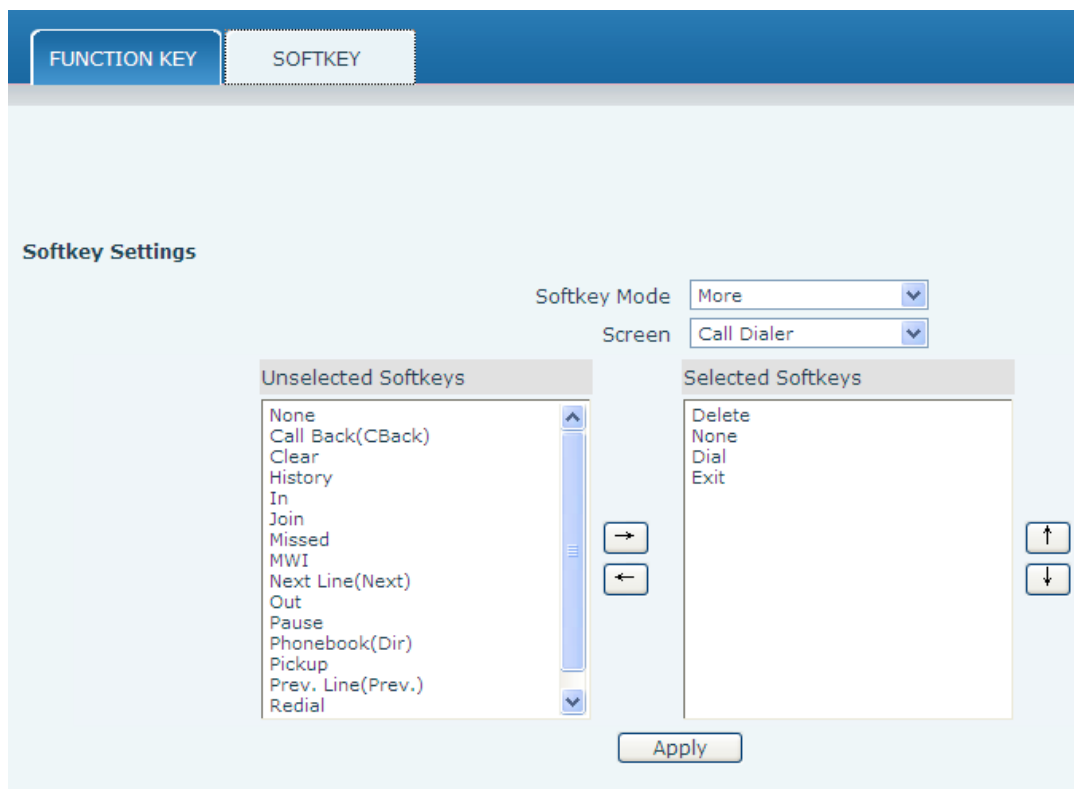 FUNCTION KEY
SOFTKEY
Softkey Settings
Softkey Mode More
Screen Call Dialer
Unselected Softkeys
None
Call Back(CBack)
Clear
History
In
Join
Missed
MWI
Next Line(Next)
Out
Pause
Phonebook(Dir)
Pickup
Prev. Line(Prev.)
Redial
→
←
Selected Softkeys
Delete
None
Dial
Exit
↑
↓
Apply